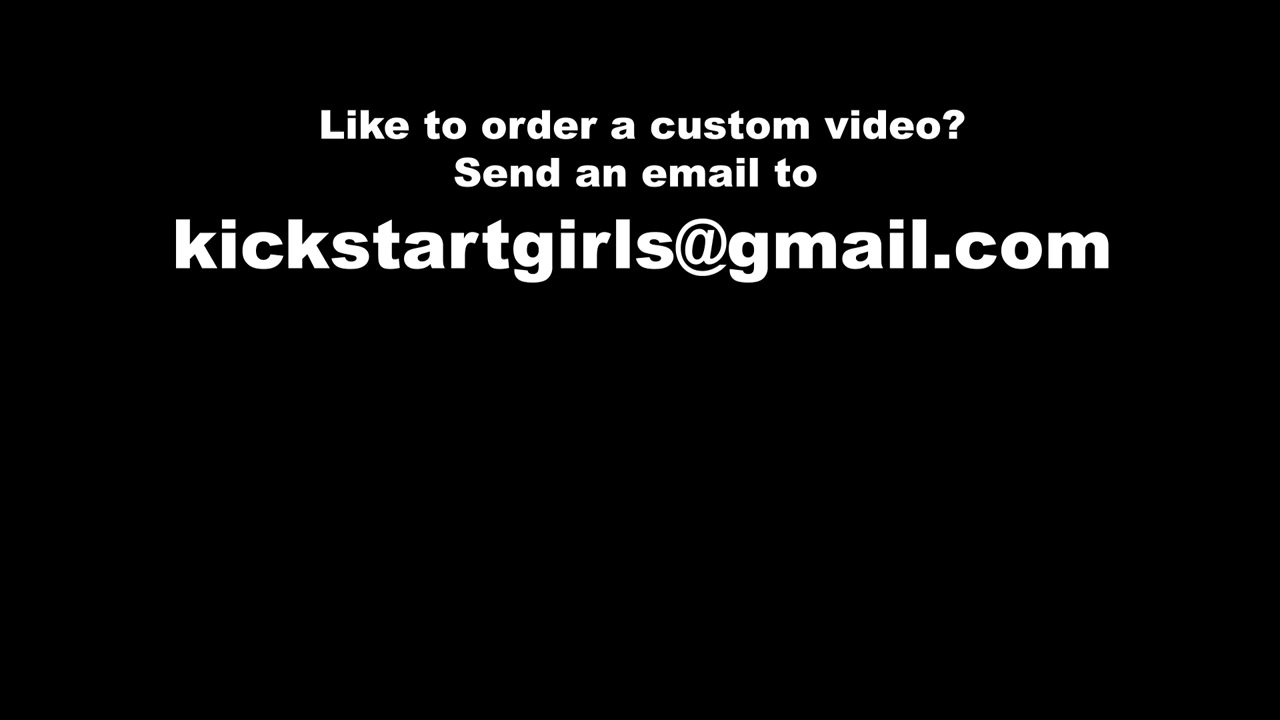 Like to order a custom video?
Send an email to
kickstartgirls@gmail.com